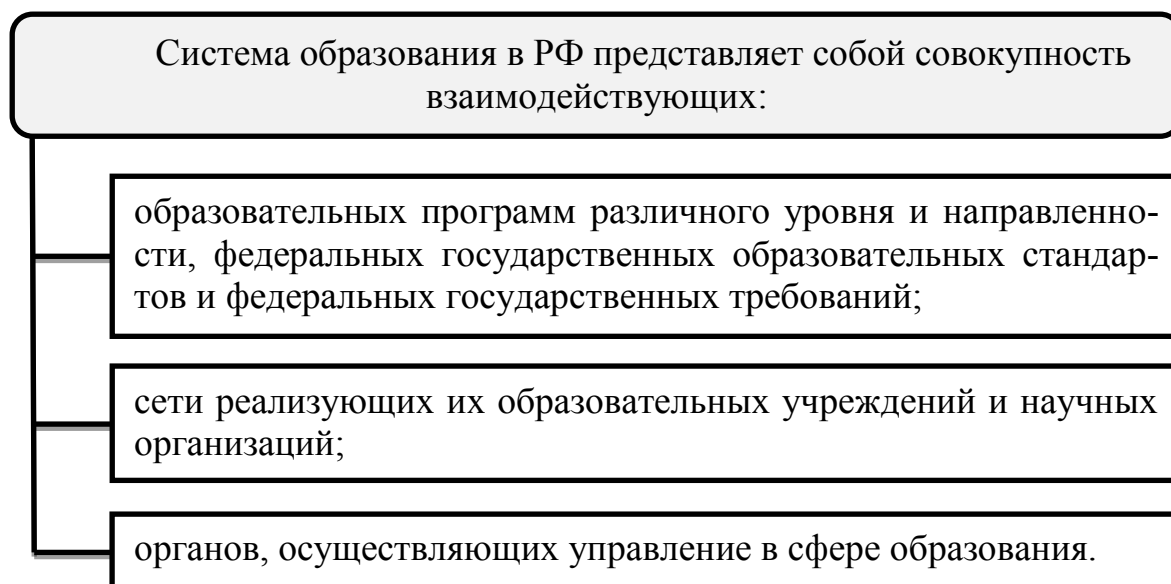 Система образования в РФ представляет собой совокупность
взаимодействующих:
образовательных программ различного уровня и направленно-
сти, федеральных государственных образовательных стандар-
тов и федеральных государственных требований;
сети реализующих их образовательных учреждений и научных
организаций;
органов, осуществляющих управление в сфере образования.